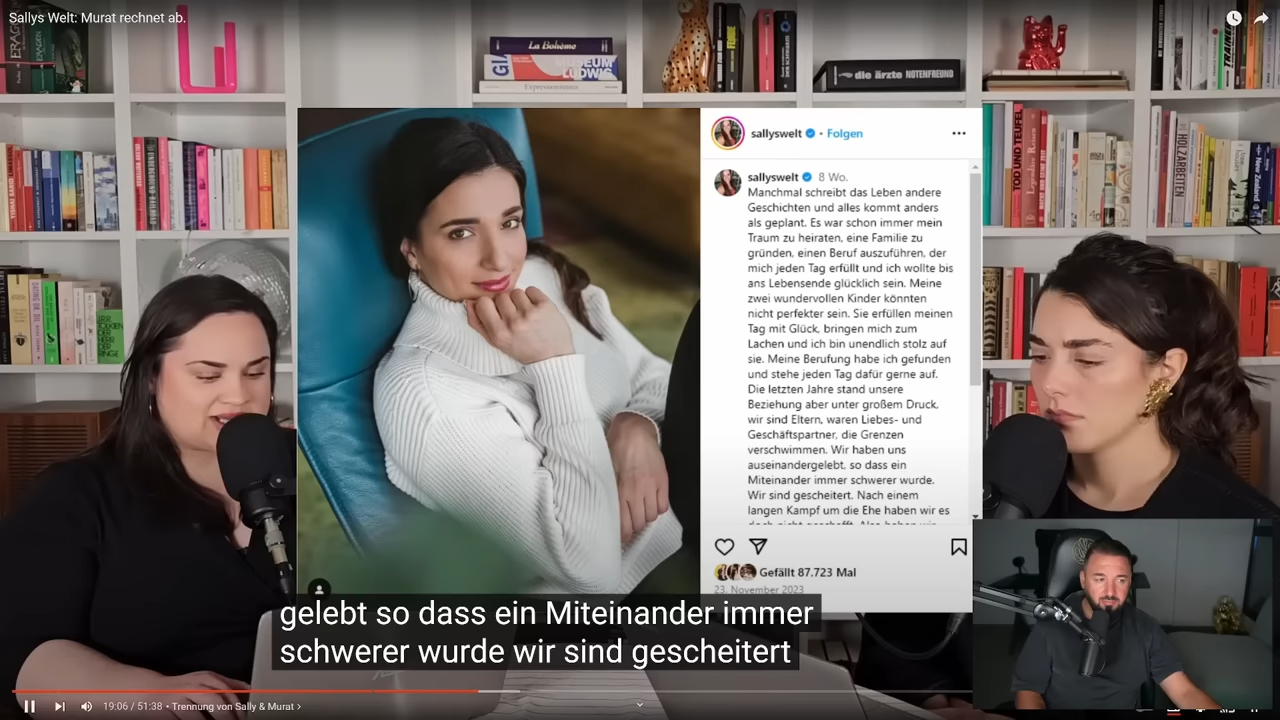 Sallys Welt: Murat rechnet ab.
La Bohème
MUSEUM
LUDWIG
Expressionismus
die ärzte NOTENFREUND
TOD UND TEUFEL
HOLZARBEITEN
New Zealand
sallyswelt • Folgen
sallyswelt 8 Wo.
Manchmal schreibt das Leben andere
Geschichten und alles kommt anders
als geplant. Es war schon immer mein
Traum zu heiraten, eine Familie zu
gründen, einen Beruf auszuführen, der
mich jeden Tag erfüllt und ich wollte bis
ans Lebensende glücklich sein. Meine
zwei wundervollen Kinder könnten
nicht perfekter sein. Sie erfüllen meinen
Tag mit Glück, bringen mich zum
Lachen und ich bin unendlich stolz auf
sie. Meine Berufung habe ich gefunden
und stehe jeden Tag dafür gerne auf.
Die letzten Jahre stand unsere
Beziehung aber unter großem Druck,
wir sind Eltern, waren Liebes- und
Geschäftspartner, die Grenzen
verschwimmen. Wir haben uns
auseinandergelebt, so dass ein
Miteinander immer schwerer wurde.
Wir sind gescheitert. Nach einem
langen Kampf um die Ehe haben wir es
Gefällt 87.723 Mal
23. November 2023
gelebt so dass ein Miteinander immer
schwerer wurde wir sind gescheitert
19:06 / 51:38 • Trennung von Sally & Murat >